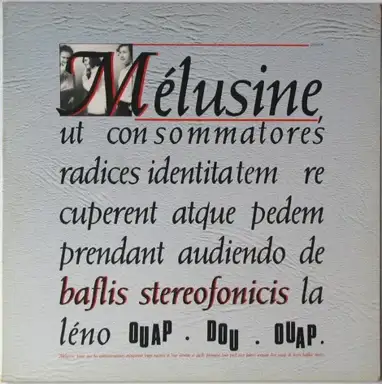 Mélusine,
ut consommatores
radices identitatem re
cuperent atque pedem
prendant audiendo de
baflis stereofonicis la
léno OUAP . DOU . OUAP.